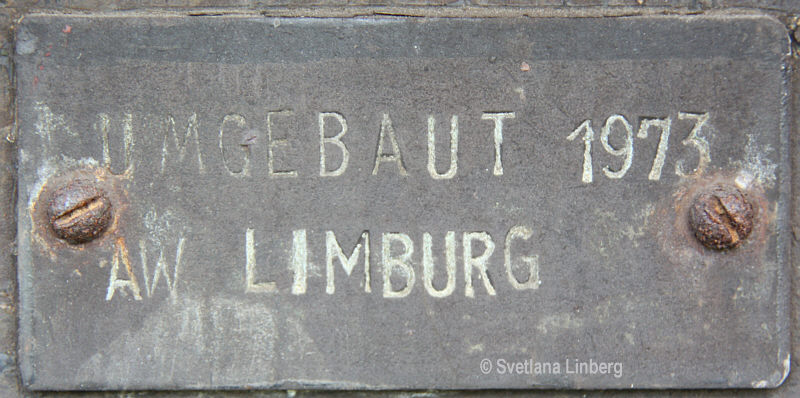 UMGEBAUT 1973
AW LIMBURG
© Svetlana Linberg